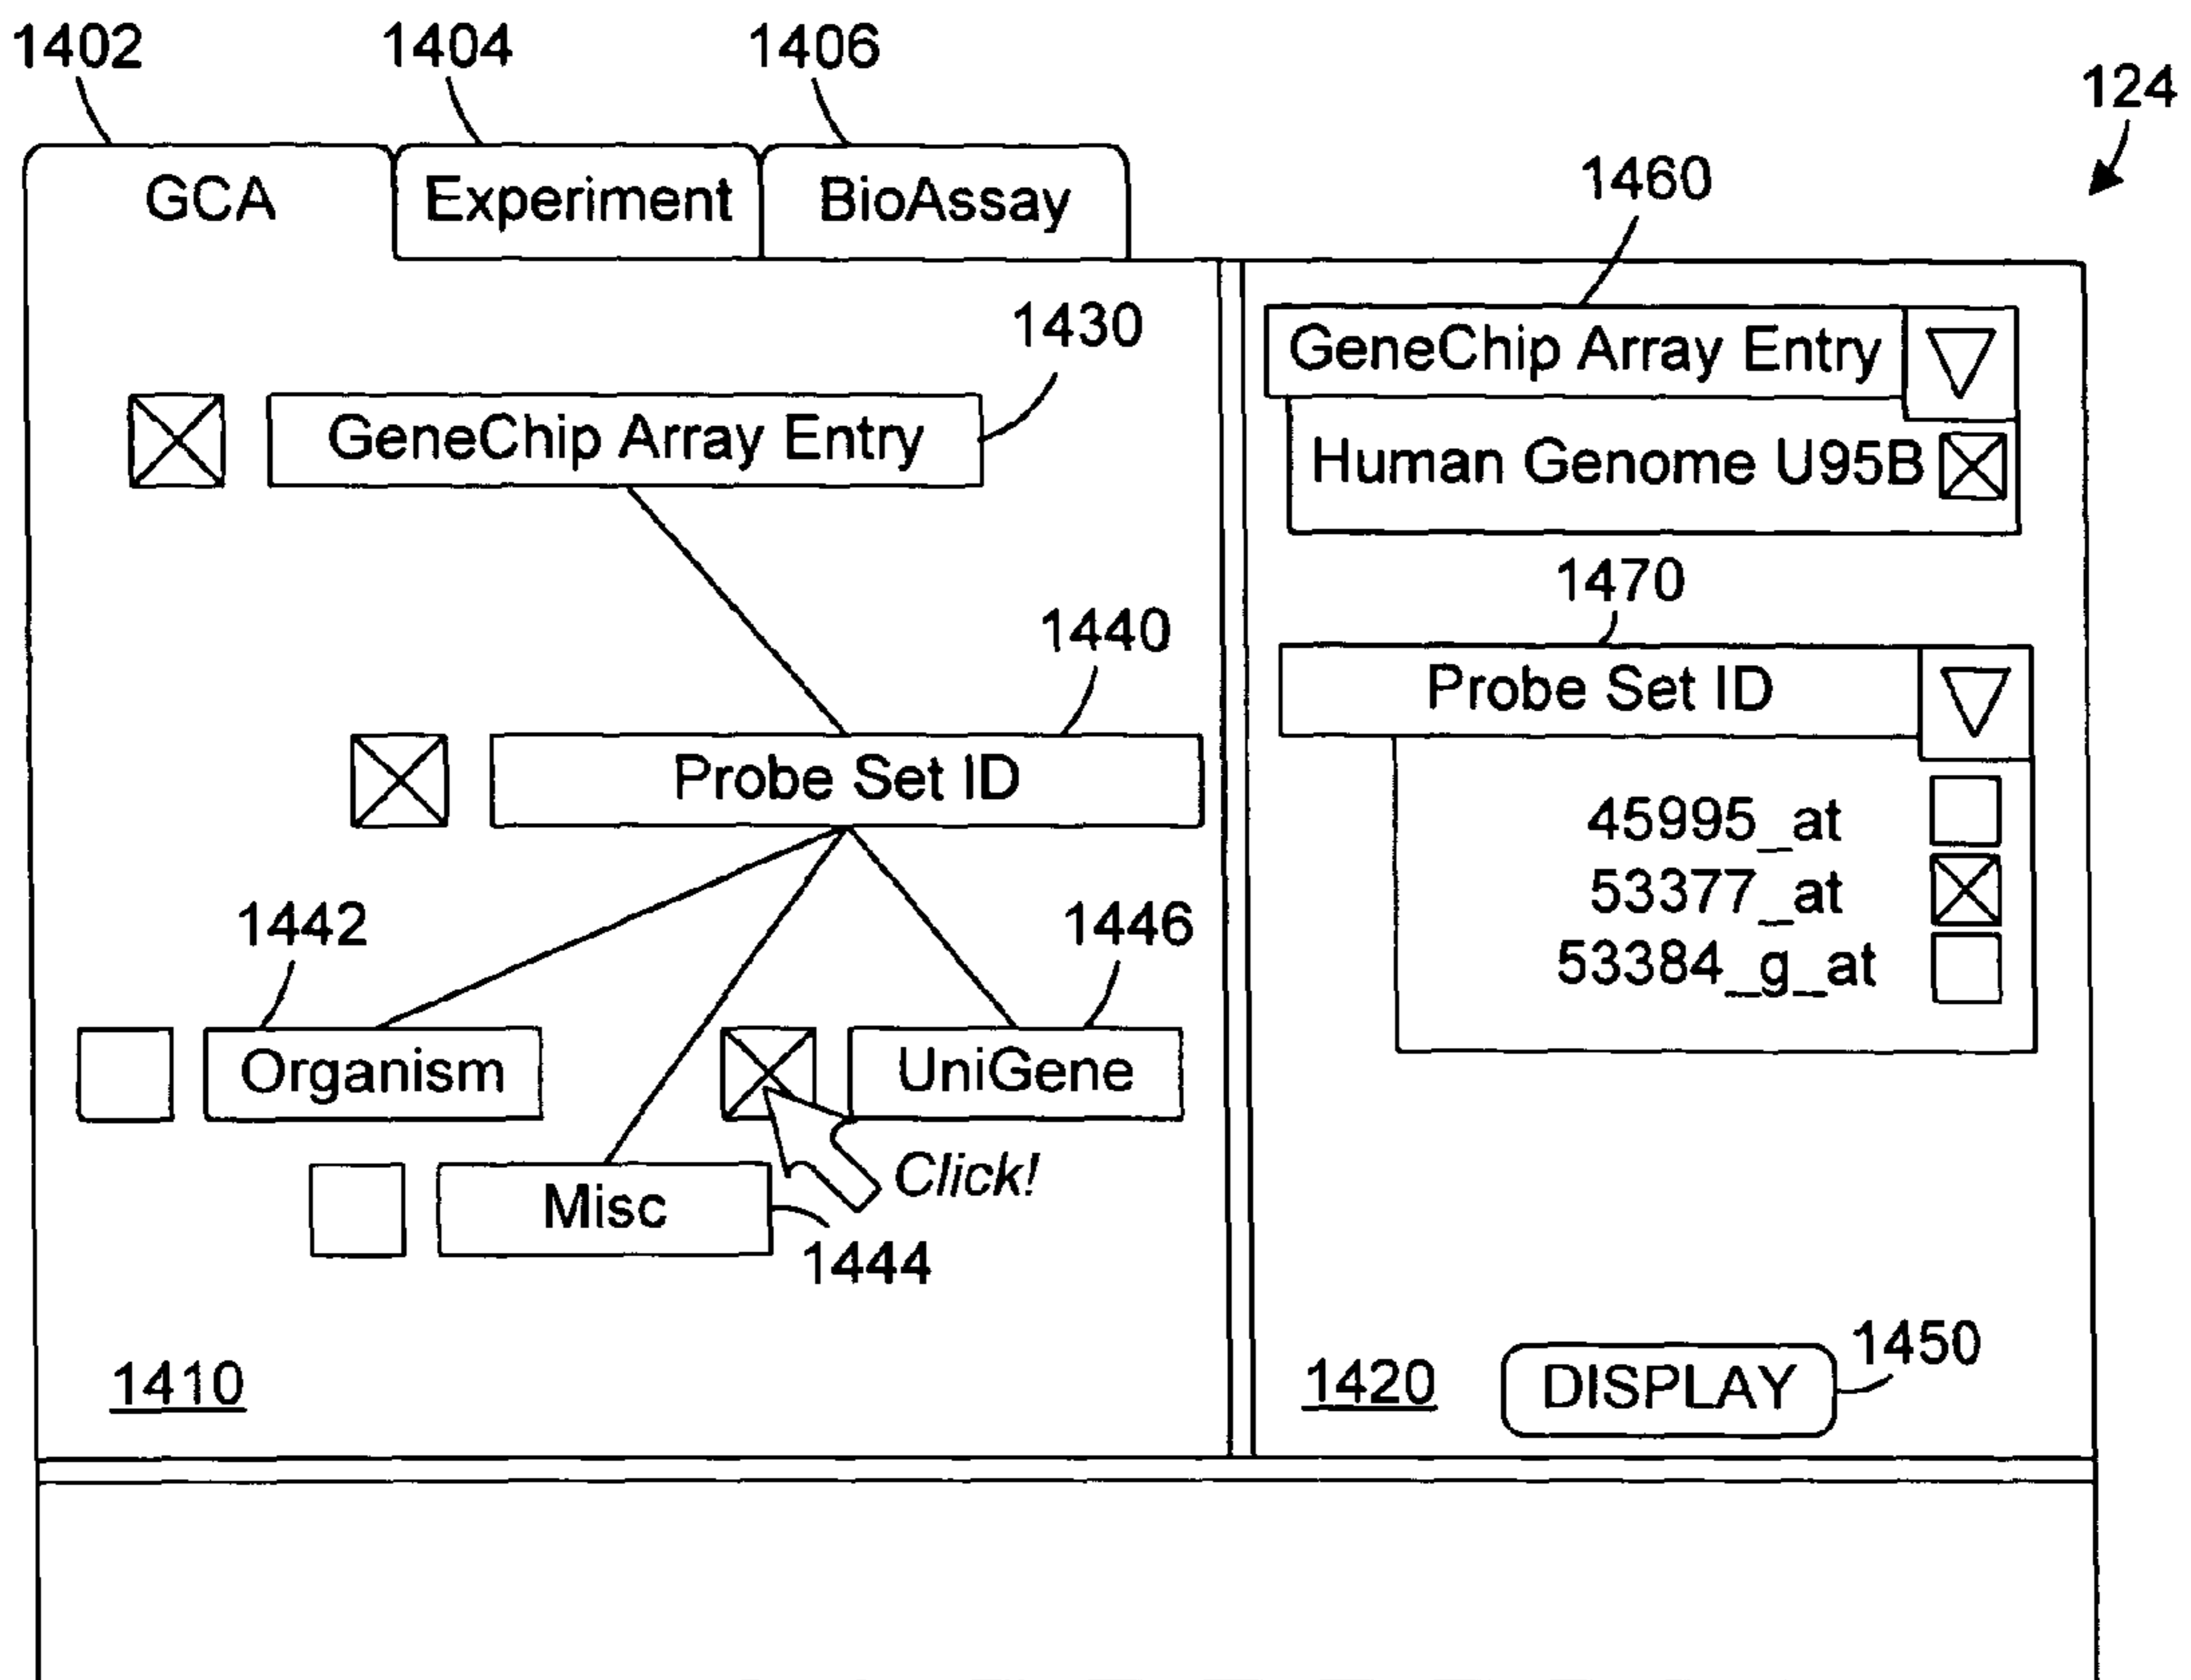 1402 1404 1406
124
GCA Experiment BioAssay
1460
1430
GeneChip Array Entry
GeneChip Array Entry
Human Genome U95B
1470
1440
Probe Set ID
Probe Set ID
45995_at
53377_at
53384_g_at
1442 1446
Organism UniGene
Click!
Misc
1444
1410
1420 DISPLAY 1450